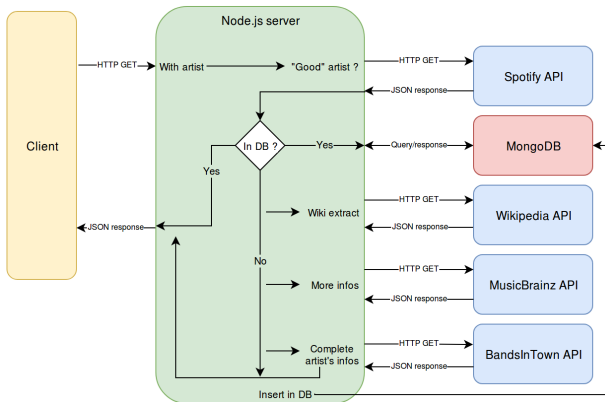 Node.js server
HTTP GET
With artist
"Good" artist ?
HTTP GET
Spotify API
JSON response
Client
In DB ?
Yes
Query/response
MongoDB
Yes
Wiki extract
HTTP GET
Wikipedia API
JSON response
JSON response
No
More infos
HTTP GET
MusicBrainz API
JSON response
Complete
artist's infos
HTTP GET
BandsInTown API
JSON response
Insert in DB